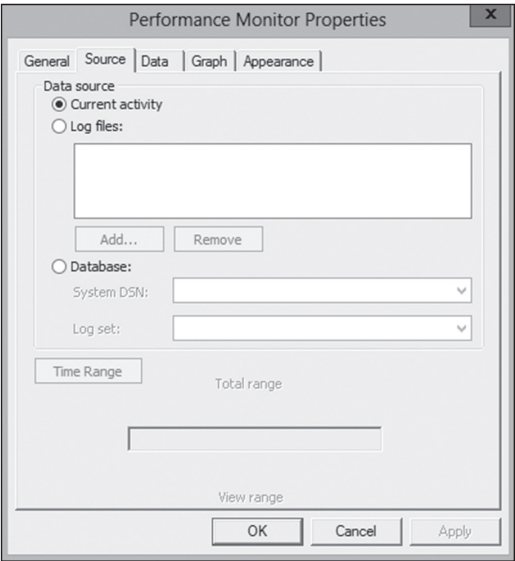 Performance Monitor Properties
x
General Source Data Graph Appearance
Data source
Current activity
Log files:
Add... Remove
Database:
System DSN:
Log set:
Time Range
Total range
View range
OK Cancel Apply